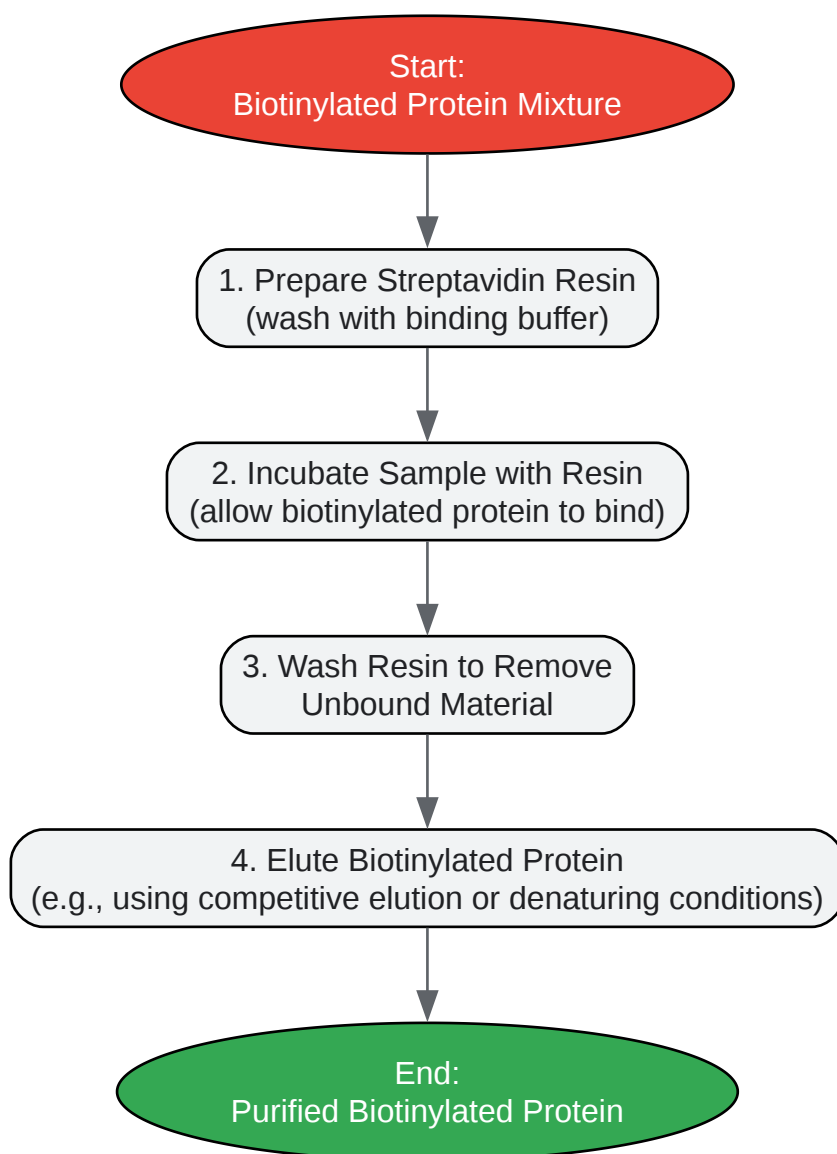 Start:
Biotinylated Protein Mixture
1. Prepare Streptavidin Resin
(wash with binding buffer)
2. Incubate Sample with Resin
(allow biotinylated protein to bind)
3. Wash Resin to Remove
Unbound Material
4. Elute Biotinylated Protein
(e.g., using competitive elution or denaturing conditions)
End:
Purified Biotinylated Protein